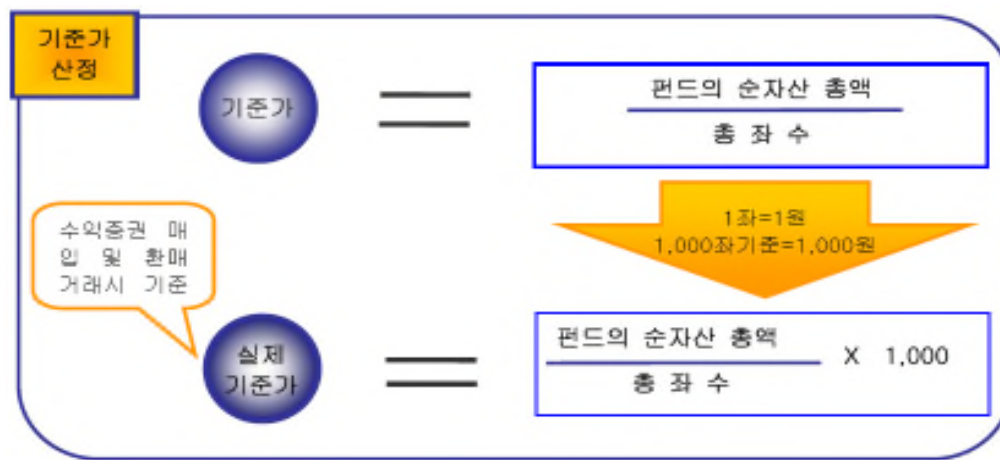 기준가
산정
기준가
펀드의 순자산 총액
총 좌 수
1좌=1원
1,000좌기준=1,000원
수익증권 매
입 및 환매
거래시 기준
실제
기준가
펀드의 순자산 총액
총 좌 수
X 1,000